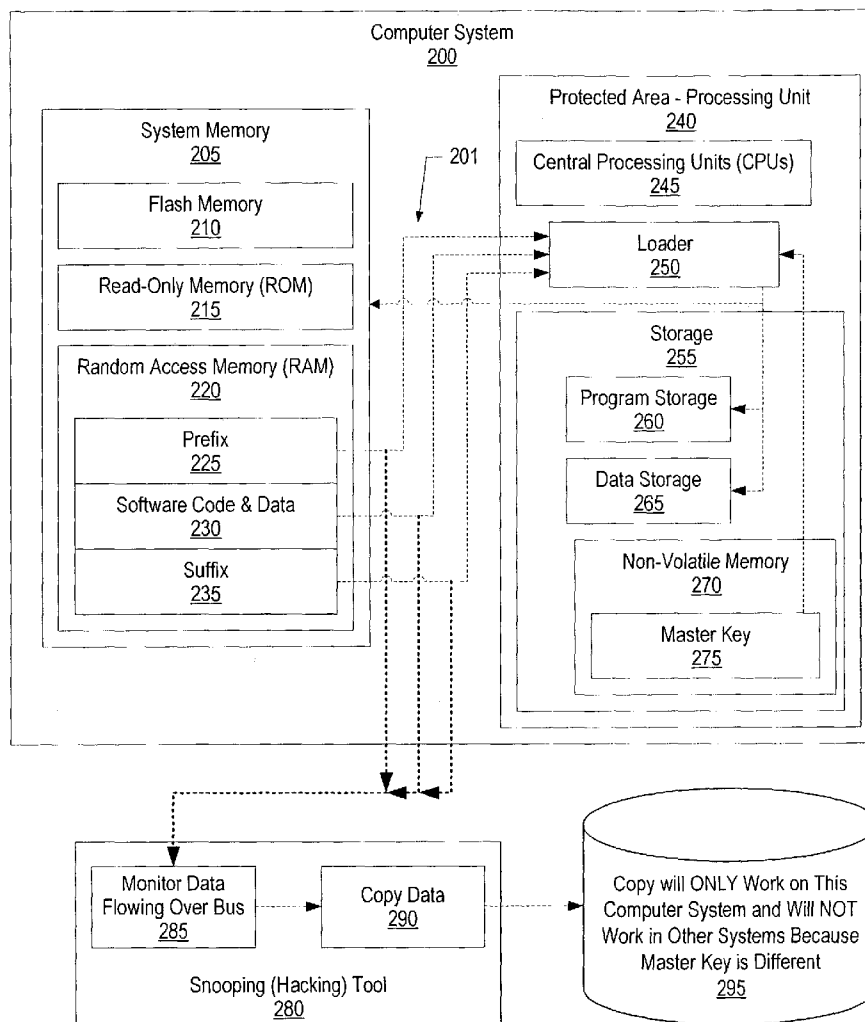 Computer System
200
System Memory
205
Flash Memory
210
Read-Only Memory (ROM)
215
Random Access Memory (RAM)
220
Prefix
225
Software Code & Data
230
Suffix
235
201
Protected Area - Processing Unit
240
Central Processing Units (CPUs)
245
Loader
250
Storage
255
Program Storage
260
Data Storage
265
Non-Volatile Memory
270
Master Key
275
Monitor Data
Flowing Over Bus
285
Copy Data
290
Snooping (Hacking) Tool
280
Copy will ONLY Work on This
Computer System and Will NOT
Work in Other Systems Because
Master Key is Different
295